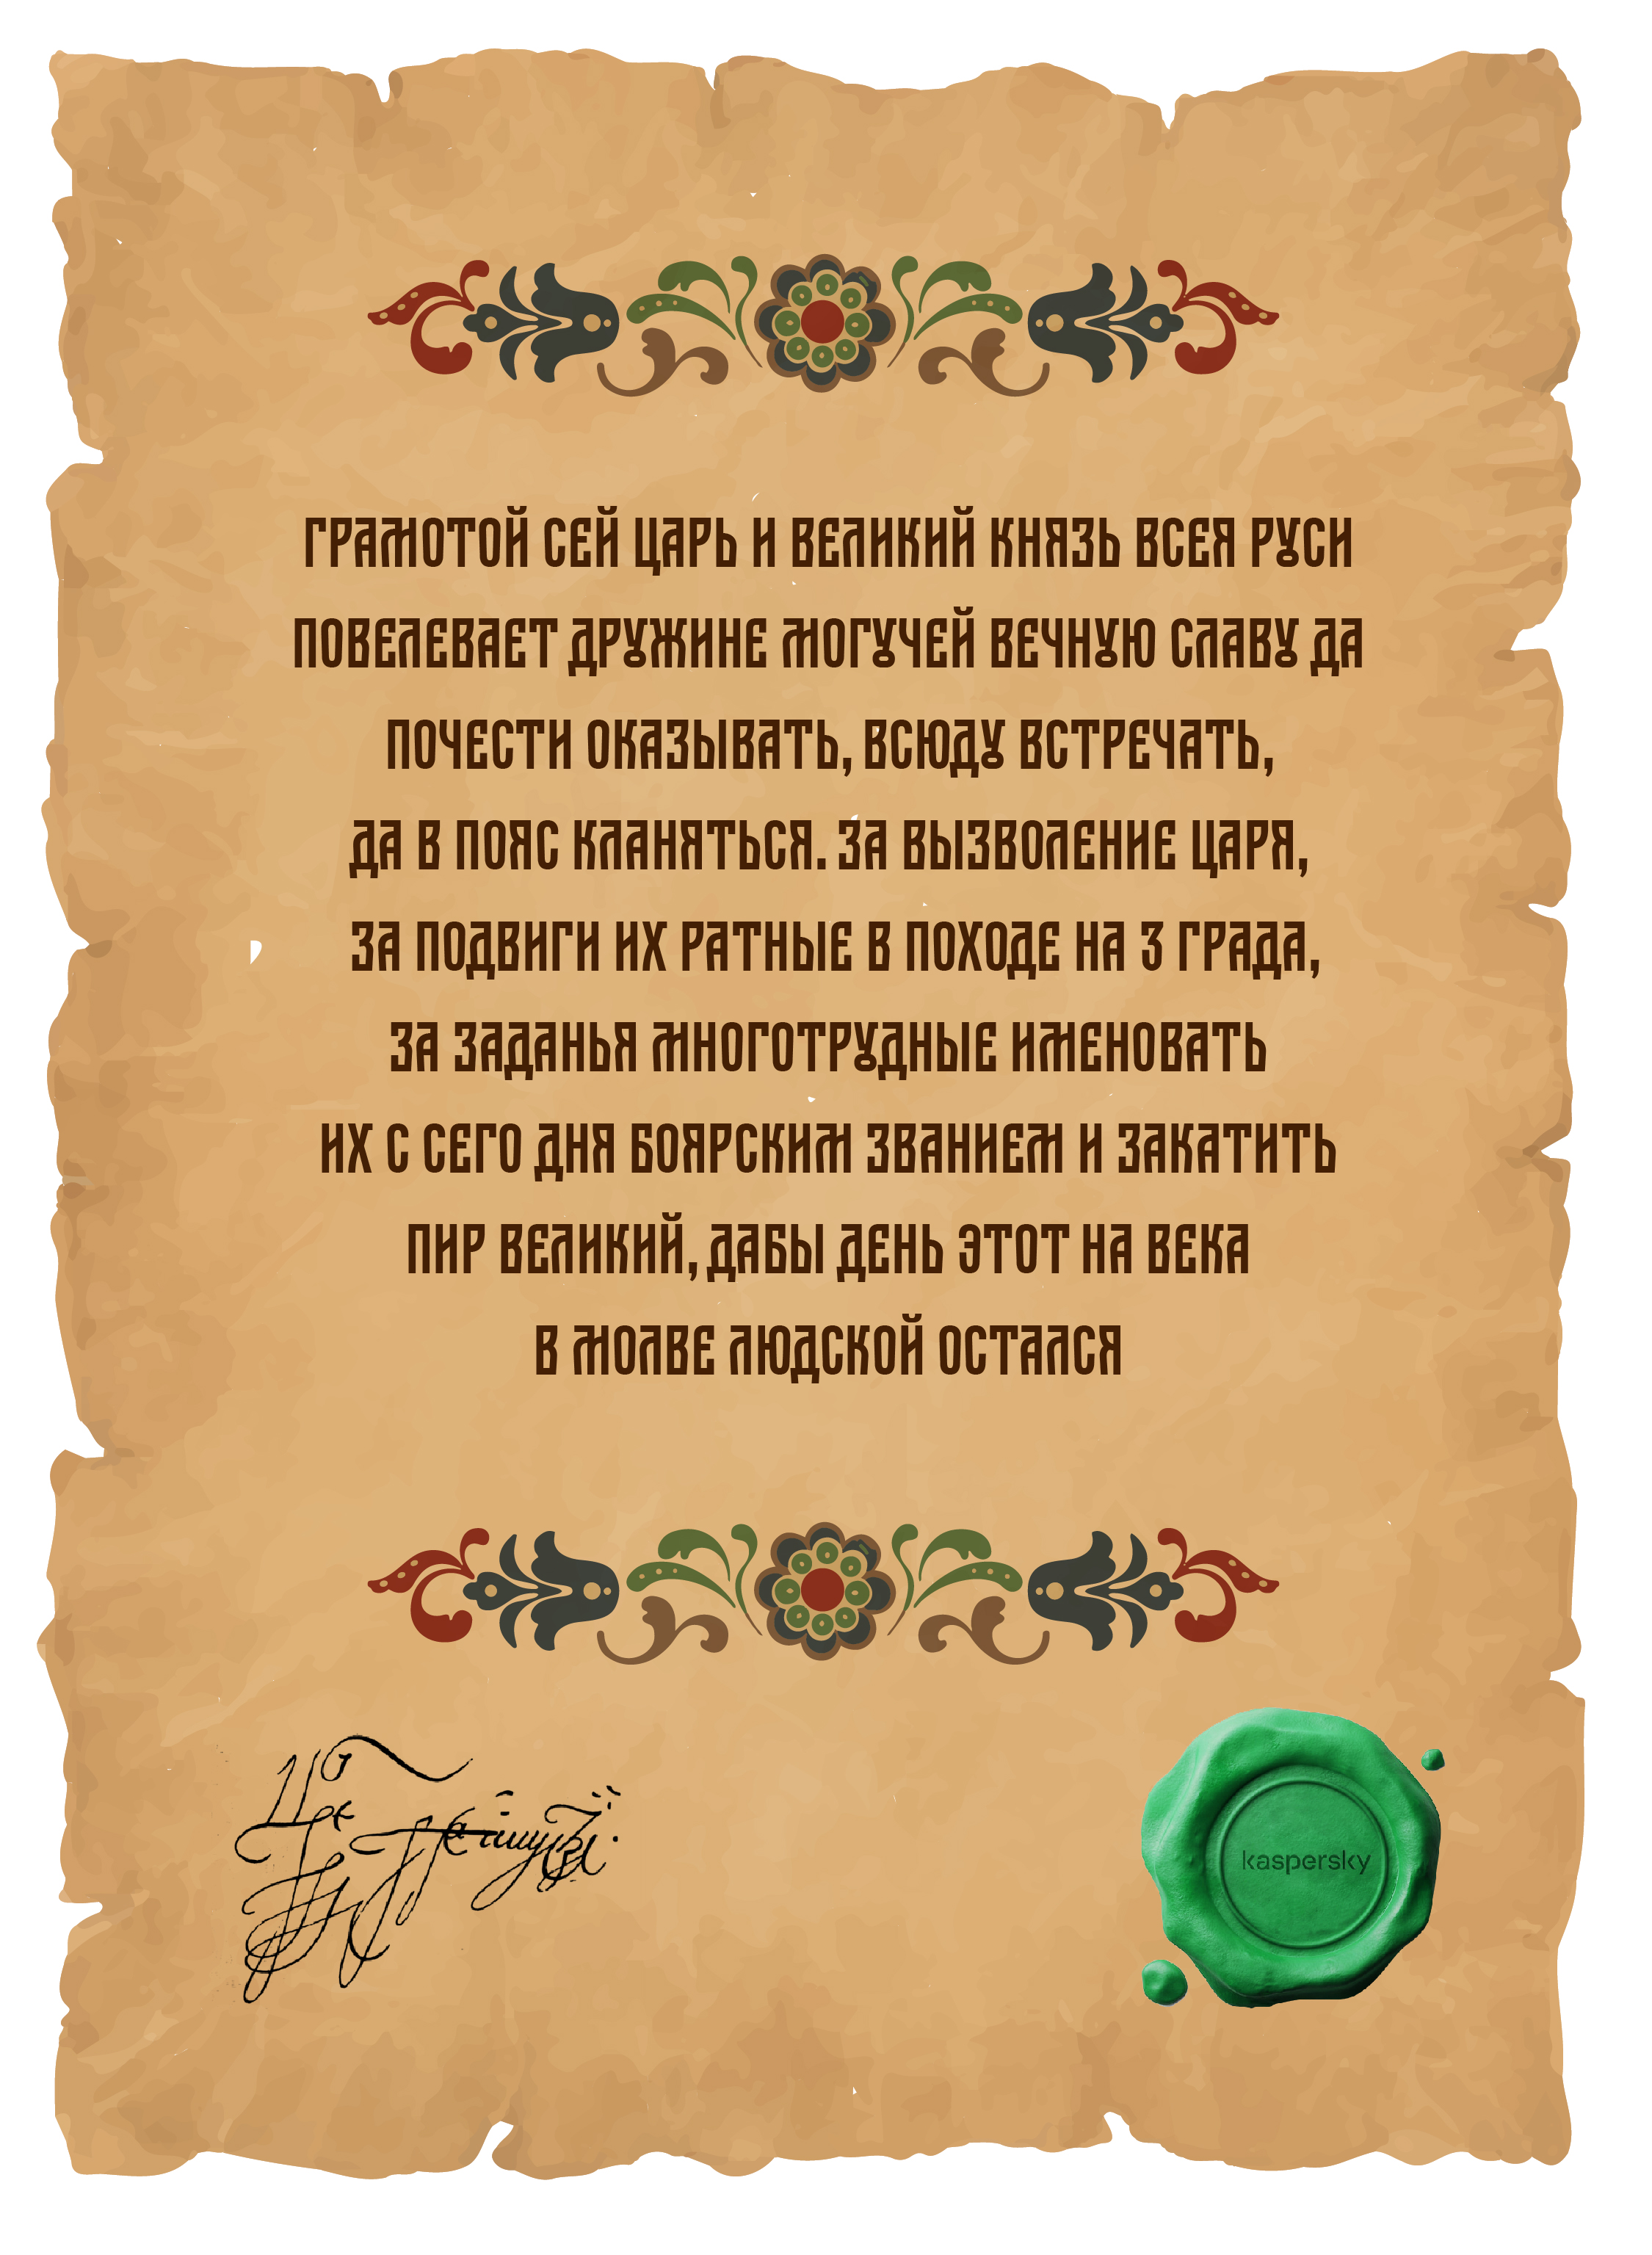 ГРАМОТОЙ СЕЙ ЦАРЬ И ВЕЛИКИЙ КНЯЗЬ ВСЕЯ РУСИ
ПОВЕЛЕВАЕТ ДРУЖИНЕ МОГУЧЕЙ ВЕЧНУЮ СЛАВУ ДА
ПОЧЕСТИ ОКАЗЫВАТЬ, ВСЮДУ ВСТРЕЧАТЬ,
ДА В ПОЯС КЛАНЯТЬСЯ. ЗА ВЫЗВОЛЕНИЕ ЦАРЯ,
ЗА ПОДВИГИ ИХ РАТНЫЕ В ПОХОДЕ НА 3 ГРАДА,
ЗА ЗАДАНЬЯ МНОГОТРУДНЫЕ ИМЕНОВАТЬ
ИХ С СЕГО ДНЯ БОЯРСКИМ ЗВАНИЕМ И ЗАКАТИТЬ
ПИР ВЕЛИКИЙ, ДАБЫ ДЕНЬ ЭТОТ НА ВЕКА
В МОЛВЕ ЛЮДСКОЙ ОСТАЛСЯ
kaspersky